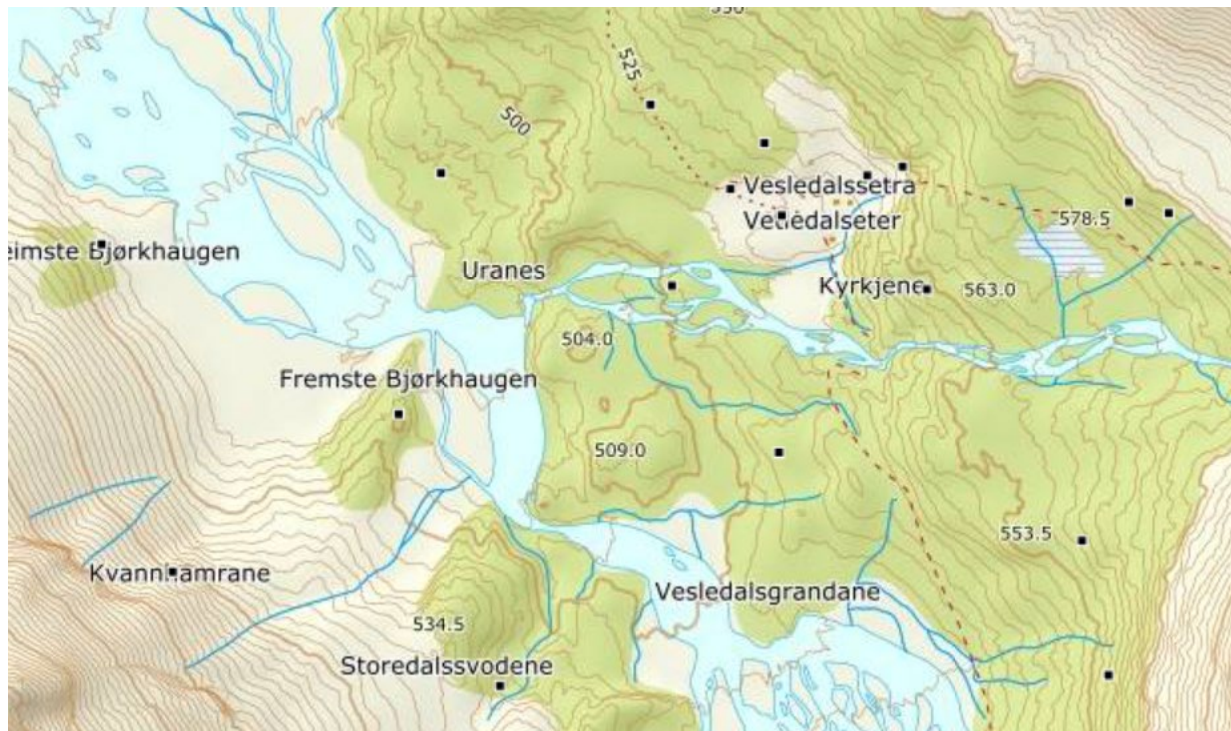 525
500
Vesledalssetra
578.5
eimste Bjørkhaugen
Uranes
Kyrkjene
563.0
504.0
Fremste Bjørkhaugen
509.0
553.5
Vesledalsgrandane
534.5
Storedalssvodene